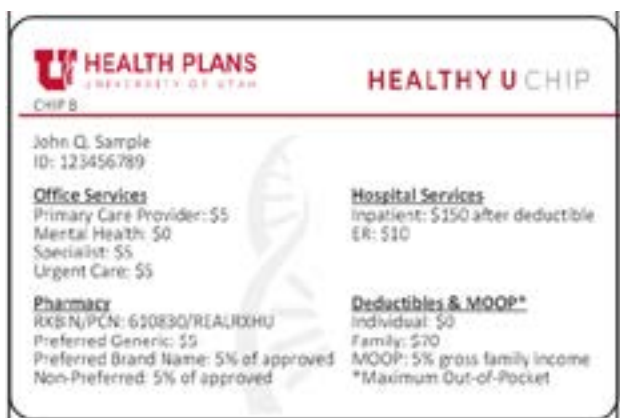 U HEALTH PLANS
UNIVERSITY OF UTAH
HEALTHY U CHIP
CHIP B
John Q. Sample
ID: 123456789
Office Services
Primary Care Provider: $5
Mental Health: $0
Specialist: $5
Urgent Care: $5
Hospital Services
Inpatient: $150 after deductible
ER: $10
Pharmacy
RXBIN/PCN: 610830/REALRXHU
Preferred Generic: $5
Preferred Brand Name: 5% of approved
Non-Preferred: 5% of approved
Deductibles & MOOP*
Individual: $0
Family: $70
MOOP: 5% gross family income
*Maximum Out-of-Pocket